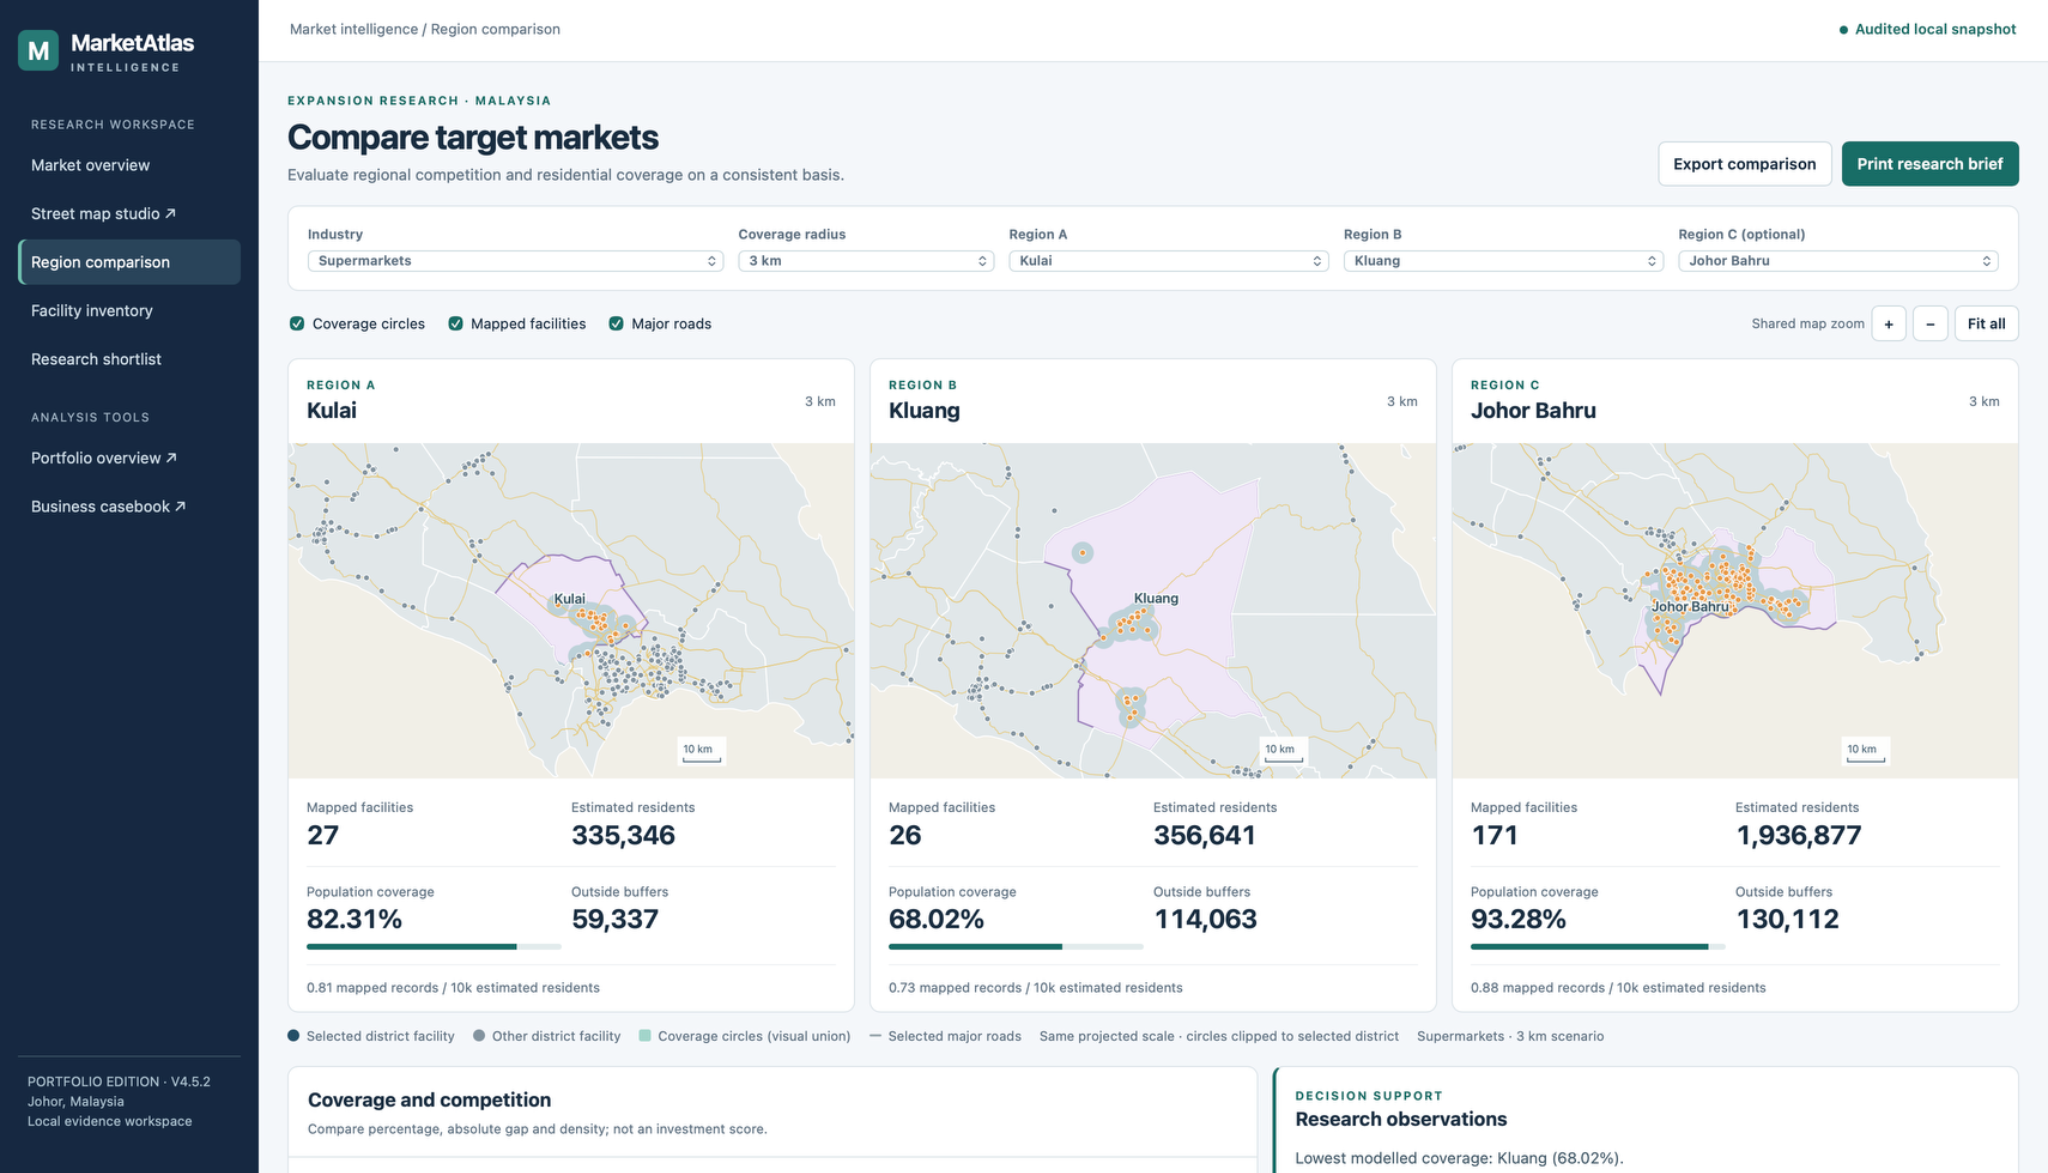 M
MarketAtlas
INTELLIGENCE
RESEARCH WORKSPACE
Market overview
Street map studio ↗
Region comparison
Facility inventory
Research shortlist
ANALYSIS TOOLS
Portfolio overview ↗
Business casebook ↗
PORTFOLIO EDITION · V4.5.2
Johor, Malaysia
Local evidence workspace
Market intelligence / Region comparison
Audited local snapshot
EXPANSION RESEARCH · MALAYSIA
Compare target markets
Evaluate regional competition and residential coverage on a consistent basis.
Export comparison
Print research brief
Industry
Supermarkets
Coverage radius
3 km
Region A
Kulai
Region B
Kluang
Region C (optional)
Johor Bahru
Coverage circles
Mapped facilities
Major roads
Shared map zoom
+
−
Fit all
REGION A
Kulai
3 km
Kulai
10 km
Mapped facilities
27
Estimated residents
335,346
Population coverage
82.31%
Outside buffers
59,337
0.81 mapped records / 10k estimated residents
REGION B
Kluang
3 km
Kluang
10 km
Mapped facilities
26
Estimated residents
356,641
Population coverage
68.02%
Outside buffers
114,063
0.73 mapped records / 10k estimated residents
REGION C
Johor Bahru
3 km
Johor Bahru
10 km
Mapped facilities
171
Estimated residents
1,936,877
Population coverage
93.28%
Outside buffers
130,112
0.88 mapped records / 10k estimated residents
Selected district facility
Other district facility
Coverage circles (visual union)
Selected major roads
Same projected scale · circles clipped to selected district
Supermarkets · 3 km scenario
Coverage and competition
Compare percentage, absolute gap and density; not an investment score.
DECISION SUPPORT
Research observations
Lowest modelled coverage: Kluang (68.02%).